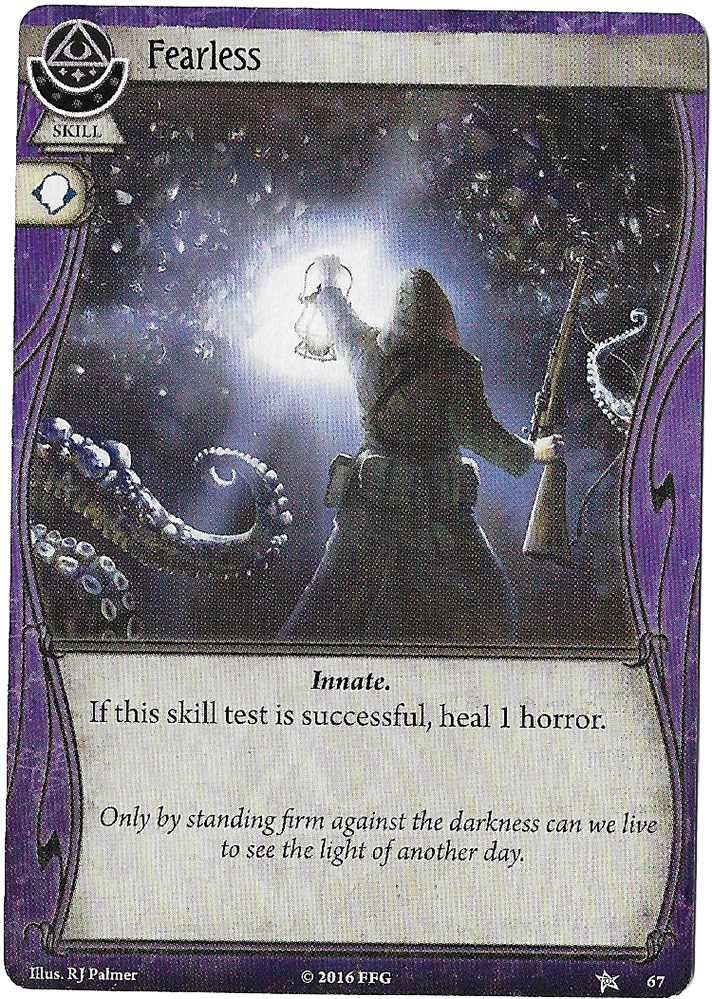 Fearless
SKILL
Innate.
If this skill test is successful, heal 1 horror.
Only by standing firm against the darkness can we live
to see the light of another day.
Illus. RJ Palmer
© 2016 FFG
67